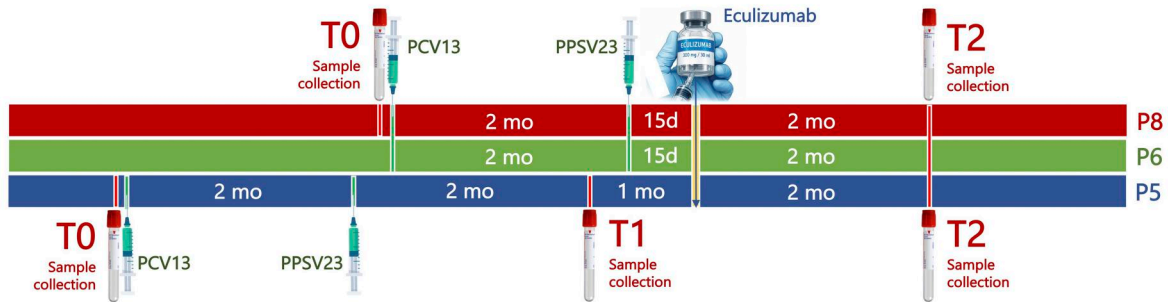 Eculizumab
T0
Sample
collection
PCV13
PPSV23
ECULIZUMAB
T2
Sample
collection
2 mo
15d
2 mo
P8
2 mo
15d
2 mo
P6
2 mo
2 mo
1 mo
2 mo
P5
T0
Sample
collection
PCV13
PPSV23
T1
Sample
collection
T2
Sample
collection